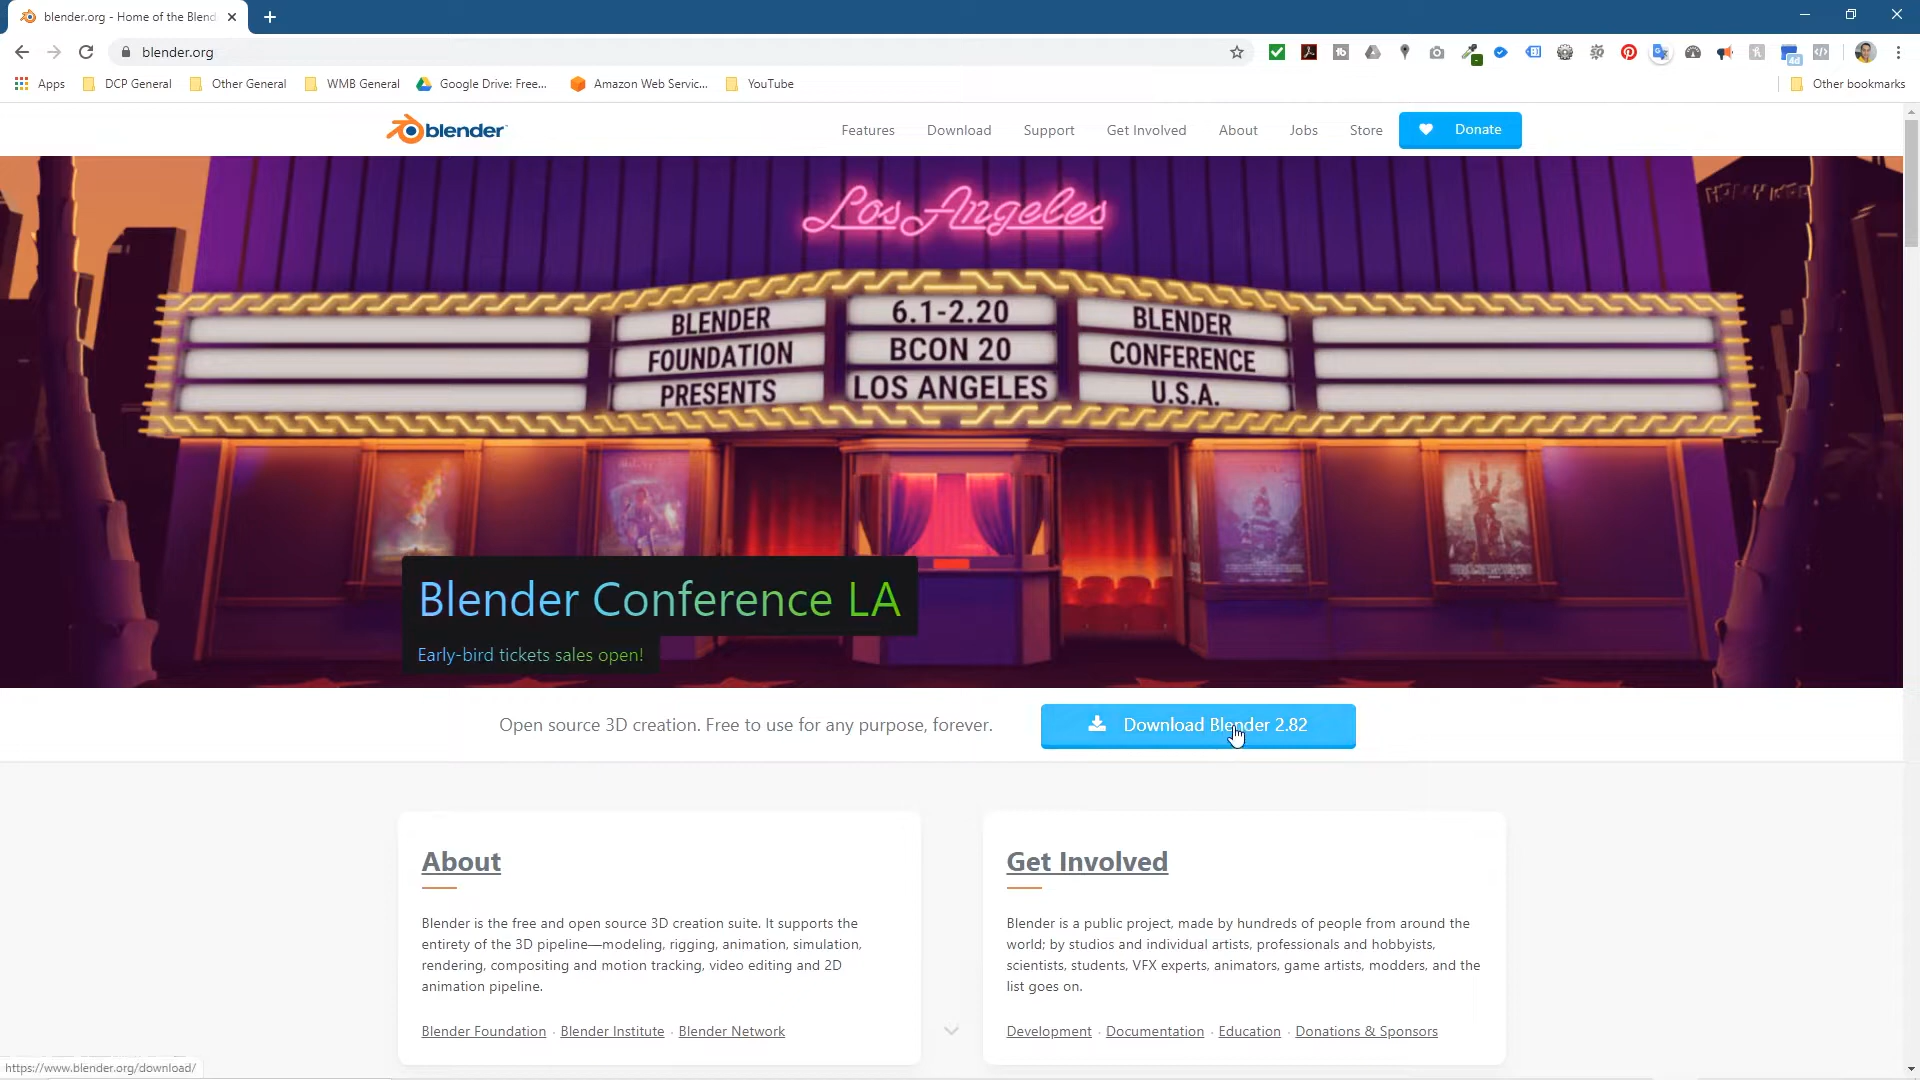 blender.org - Home of the Blend
blender.org
Apps
DCP General
Other General
WMB General
Google Drive: Free...
Amazon Web Servic...
YouTube
Other bookmarks
blender
Features
Download
Support
Get Involved
About
Jobs
Store
Donate
Los Angeles
BLENDER
FOUNDATION
PRESENTS
6.1-2.20
BCON 20
LOS ANGELES
BLENDER
CONFERENCE
U.S.A.
Blender Conference LA
Early-bird tickets sales open!
Open source 3D creation. Free to use for any purpose, forever.
Download Blender 2.82
About
Blender is the free and open source 3D creation suite. It supports the
entirety of the 3D pipeline—modeling, rigging, animation, simulation,
rendering, compositing and motion tracking, video editing and 2D
animation pipeline.
Blender Foundation · Blender Institute · Blender Network
Get Involved
Blender is a public project, made by hundreds of people from around the
world; by studios and individual artists, professionals and hobbyists,
scientists, students, VFX experts, animators, game artists, modders, and the
list goes on.
Development · Documentation · Education · Donations & Sponsors
https://www.blender.org/download/